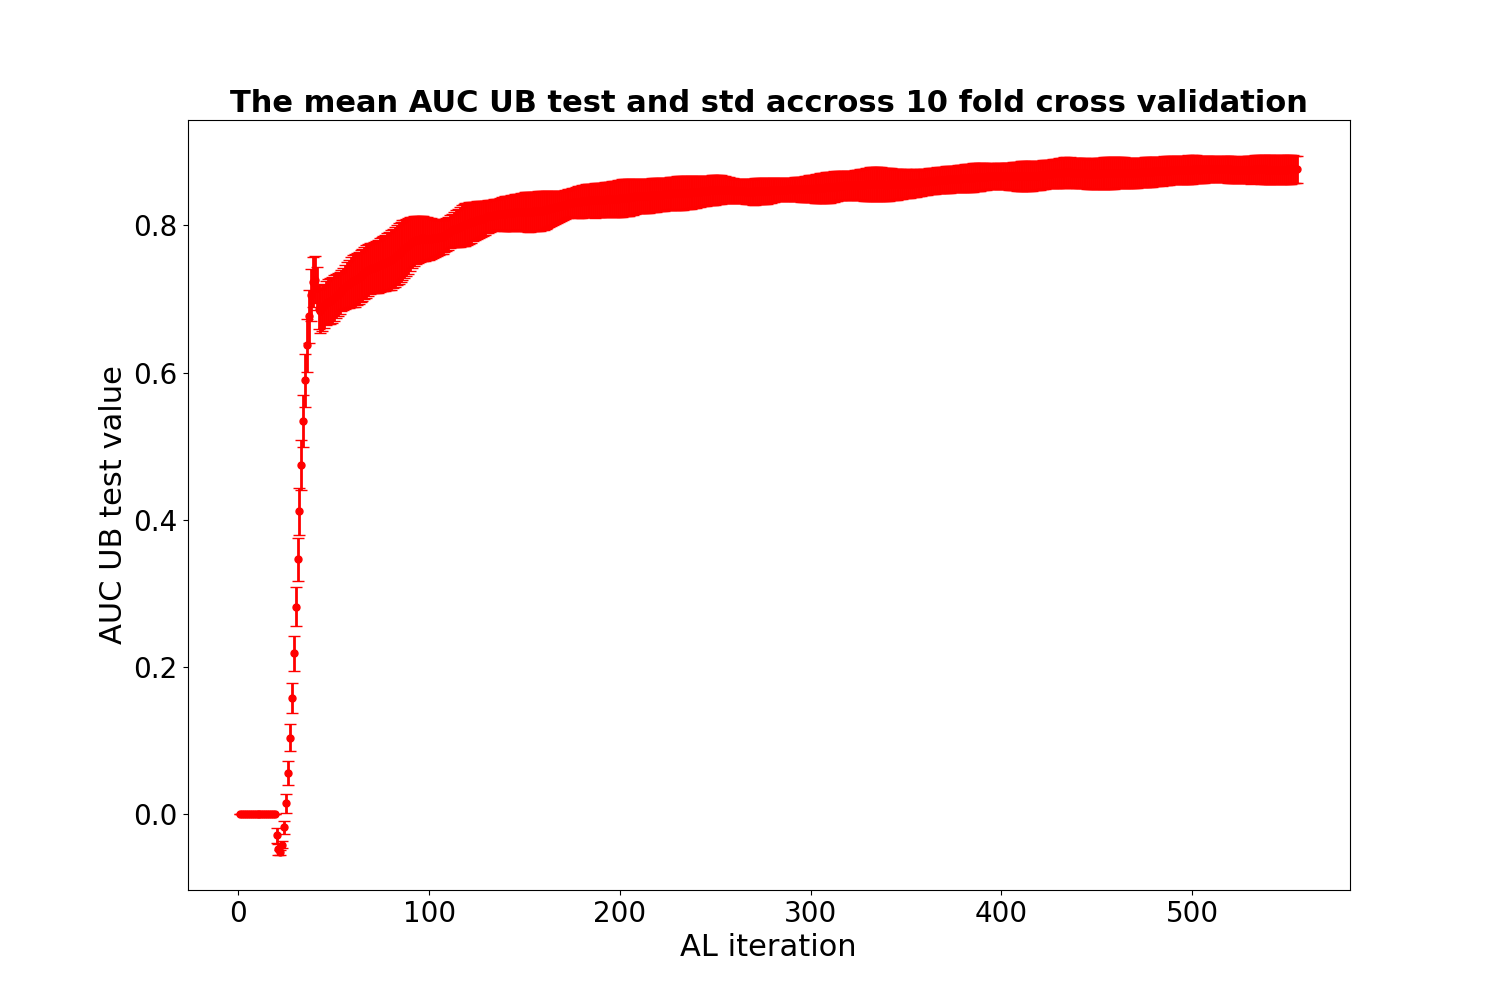 The mean AUC UB test and std accross 10 fold cross validation
0.8
0.6
0.4
0.2
0.0
AUC UB test value
0 100 200 300 400 500
AL iteration